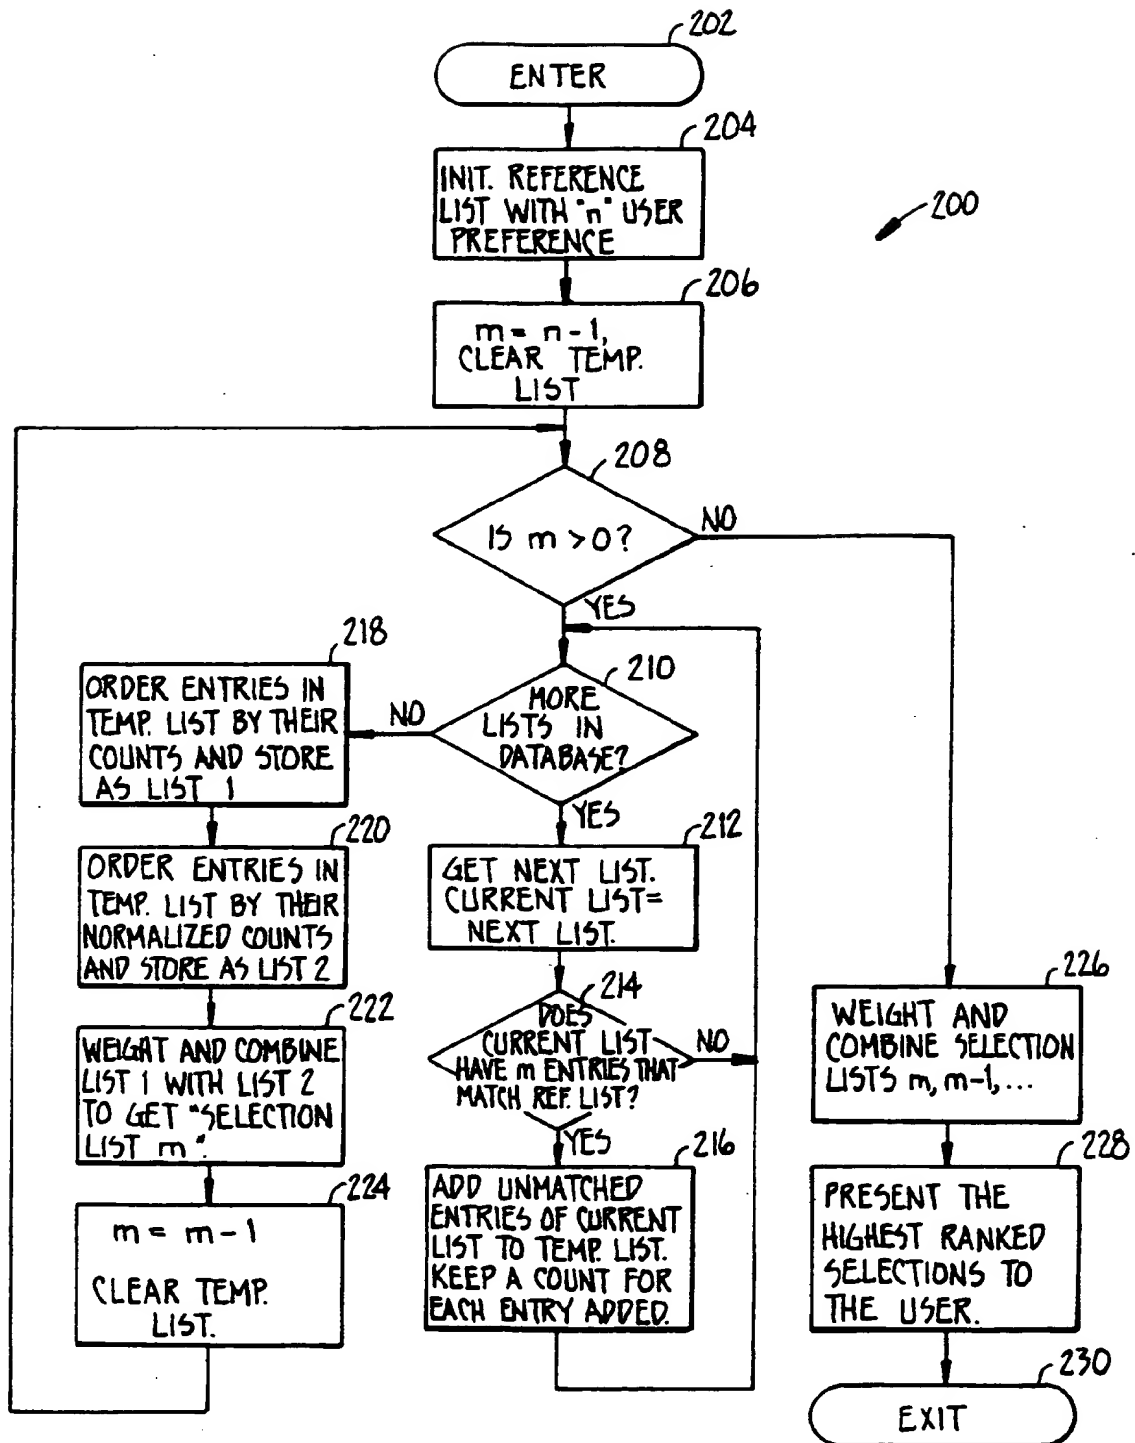 202
ENTER
204
INIT. REFERENCE
LIST WITH "n" USER
PREFERENCE
200
206
m = n - 1,
CLEAR TEMP.
LIST
208
IS m > 0?
NO
YES
210
MORE
LISTS IN
DATABASE?
NO
YES
218
ORDER ENTRIES IN
TEMP. LIST BY THEIR
COUNTS AND STORE
AS LIST 1
220
ORDER ENTRIES IN
TEMP. LIST BY THEIR
NORMALIZED COUNTS
AND STORE AS LIST 2
222
WEIGHT AND COMBINE
LIST 1 WITH LIST 2
TO GET "SELECTION
LIST m".
224
m = m - 1
CLEAR TEMP.
LIST.
212
GET NEXT LIST.
CURRENT LIST=
NEXT LIST.
214
DOES
CURRENT LIST
HAVE m ENTRIES THAT
MATCH REF. LIST?
NO
YES
216
ADD UNMATCHED
ENTRIES OF CURRENT
LIST TO TEMP. LIST.
KEEP A COUNT FOR
EACH ENTRY ADDED.
226
WEIGHT AND
COMBINE SELECTION
LISTS m, m-1, ...
228
PRESENT THE
HIGHEST RANKED
SELECTIONS TO
THE USER.
230
EXIT